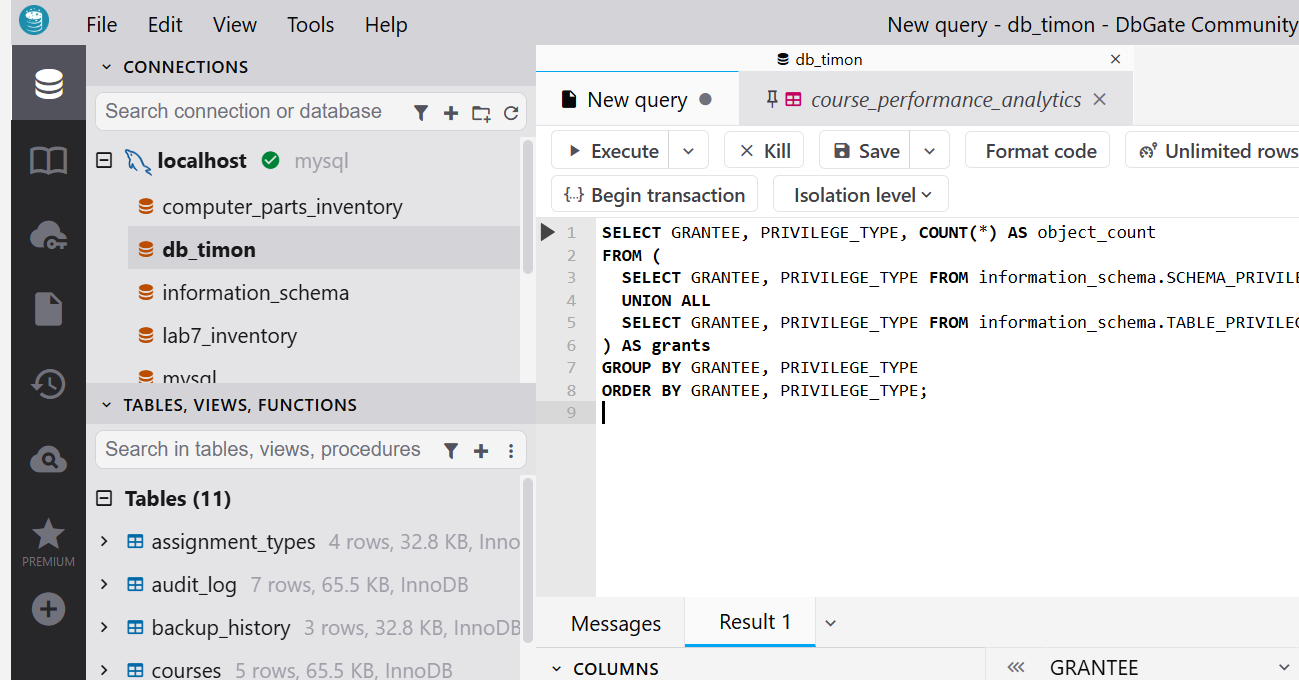 File Edit View Tools Help
New query - db_timon - DbGate Community
CONNECTIONS
Search connection or database
localhost mysql
computer_parts_inventory
db_timon
information_schema
lab7_inventory
mysql
TABLES, VIEWS, FUNCTIONS
Search in tables, views, procedures
Tables (11)
assignment_types 4 rows, 32.8 KB, Inno
audit_log 7 rows, 65.5 KB, InnoDB
backup_history 3 rows, 32.8 KB, InnoDB
courses 5 rows, 65.5 KB, InnoDB
PREMIUM
db_timon
New query
course_performance_analytics
Execute Kill Save Format code Unlimited rows
{..} Begin transaction Isolation level
1 SELECT GRANTEE, PRIVILEGE_TYPE, COUNT(*) AS object_count
2 FROM (
3 SELECT GRANTEE, PRIVILEGE_TYPE FROM information_schema.SCHEMA_PRIVILE
4 UNION ALL
5 SELECT GRANTEE, PRIVILEGE_TYPE FROM information_schema.TABLE_PRIVILEG
6 ) AS grants
7 GROUP BY GRANTEE, PRIVILEGE_TYPE
8 ORDER BY GRANTEE, PRIVILEGE_TYPE;
9
Messages Result 1
COLUMNS
GRANTEE